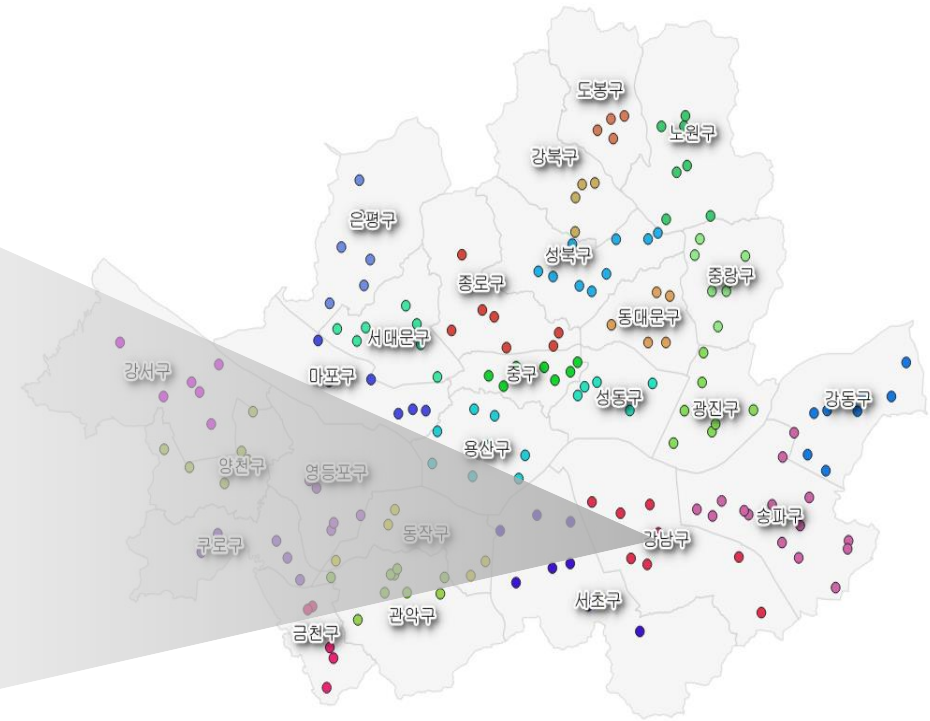 도봉구
노원구
강북구
은평구
성북구
종로구
중랑구
동대문구
서대문구
강서구
마포구
중구
성동구
광진구
강동구
용산구
양천구
영등포구
송파구
동작구
구로구
강남구
서초구
관악구
금천구